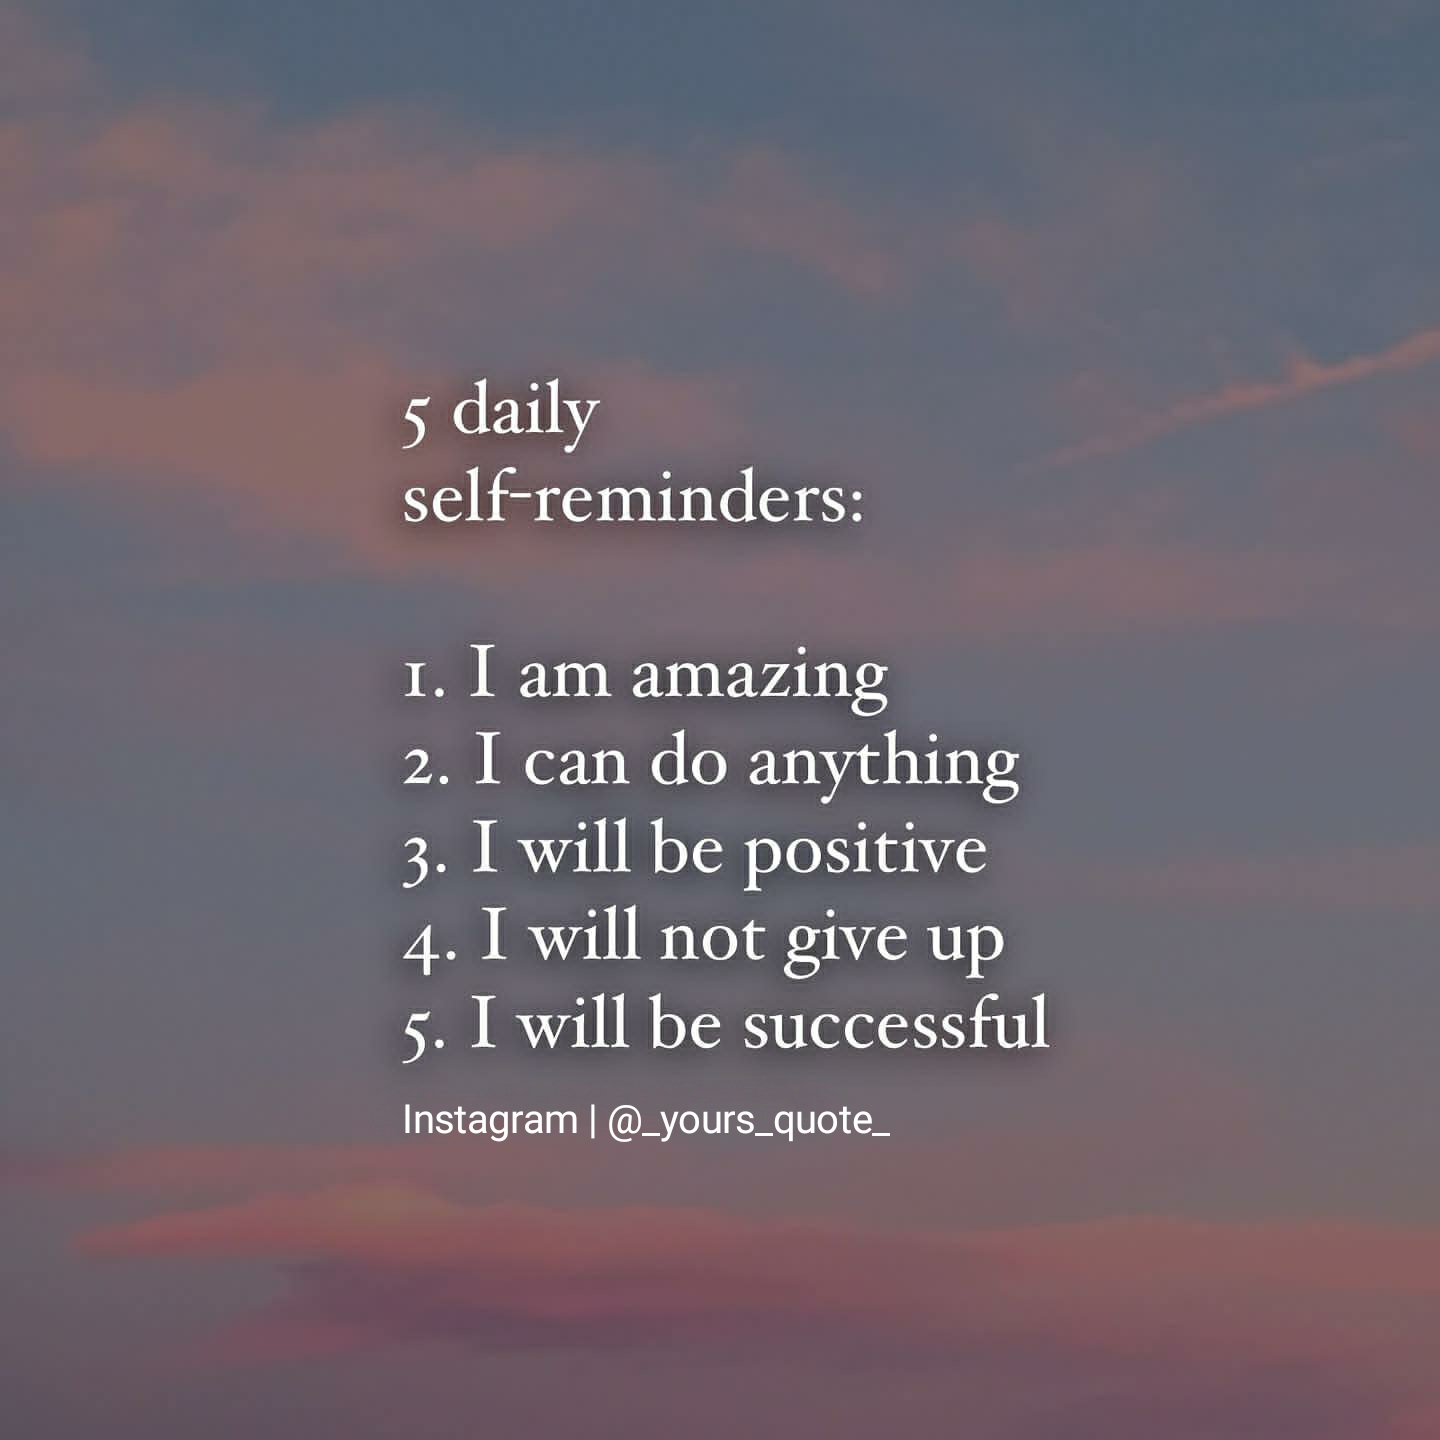 5 daily
self-reminders:
1. I am amazing
2. I can do anything
3. I will be positive
4. I will not give up
5. I will be successful
Instagram | @_yours_quote_